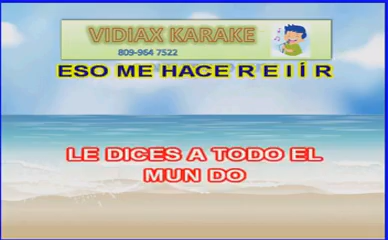 VIDIAX KARAKE
809-964 7522
ESO ME HACE R E I Í R
LE DICES A TODO EL
MUN DO